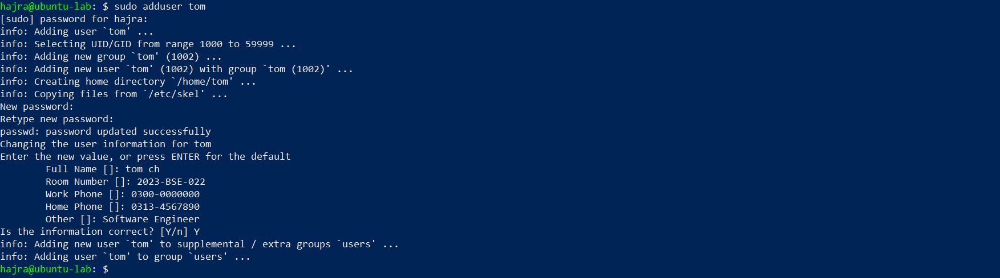 hajra@ubuntu-lab:~$ sudo adduser tom
[sudo] password for hajra:
info: Adding user `tom' ...
info: Selecting UID/GID from range 1000 to 59999 ...
info: Adding new group `tom' (1002) ...
info: Adding new user `tom' (1002) with group `tom (1002)' ...
info: Creating home directory `/home/tom' ...
info: Copying files from `/etc/skel' ...
New password:
Retype new password:
passwd: password updated successfully
Changing the user information for tom
Enter the new value, or press ENTER for the default
        Full Name []: tom ch
        Room Number []: 2023-BSE-022
        Work Phone []: 0300-0000000
        Home Phone []: 0313-4567890
        Other []: Software Engineer
Is the information correct? [Y/n] Y
info: Adding new user `tom' to supplemental / extra groups `users' ...
info: Adding user `tom' to group `users' ...
hajra@ubuntu-lab:~$